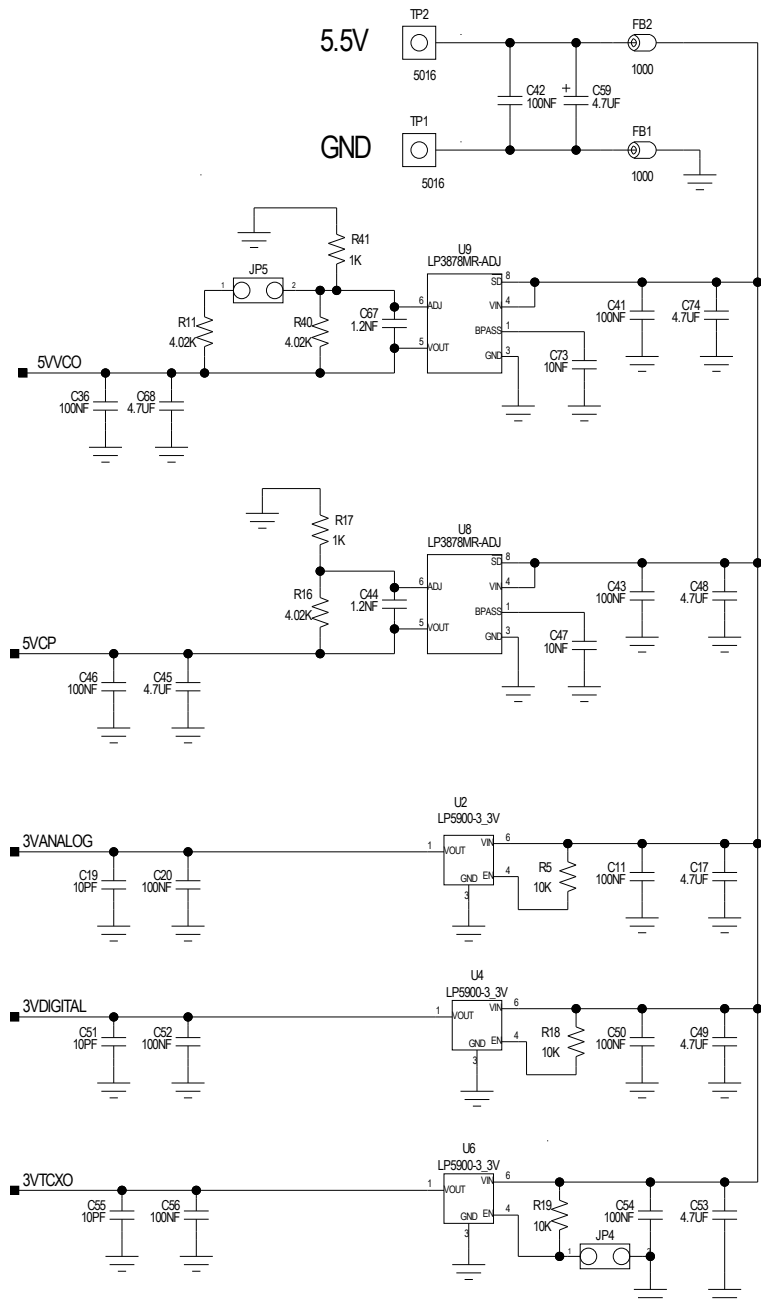 5.5V
TP2
5016
C42
100NF
+
C59
4.7UF
FB2
1000
GND
TP1
5016
FB1
1000
R41
1K
JP5
1
2
R11
4.02K
R40
4.02K
C67
1.2NF
U9
LP3878MR-ADJ
6
ADJ
5
VOUT
SD
8
VIN
4
BPASS
1
GND
3
C73
10NF
C41
100NF
C74
4.7UF
5VVCO
C36
100NF
C68
4.7UF
R17
1K
R16
4.02K
C44
1.2NF
U8
LP3878MR-ADJ
6
ADJ
5
VOUT
SD
8
VIN
4
BPASS
1
GND
3
C47
10NF
C43
100NF
C48
4.7UF
5VCP
C46
100NF
C45
4.7UF
3VANALOG
C19
10PF
C20
100NF
U2
LP5900-3_3V
1
VOUT
VIN
6
GND
EN
4
3
R5
10K
C11
100NF
C17
4.7UF
3VDIGITAL
C51
10PF
C52
100NF
U4
LP5900-3_3V
1
VOUT
VIN
6
GND
EN
4
3
R18
10K
C50
100NF
C49
4.7UF
3VTCXO
C55
10PF
C56
100NF
U6
LP5900-3_3V
1
VOUT
VIN
6
GND
EN
4
3
R19
10K
JP4
1
2
C54
100NF
C53
4.7UF